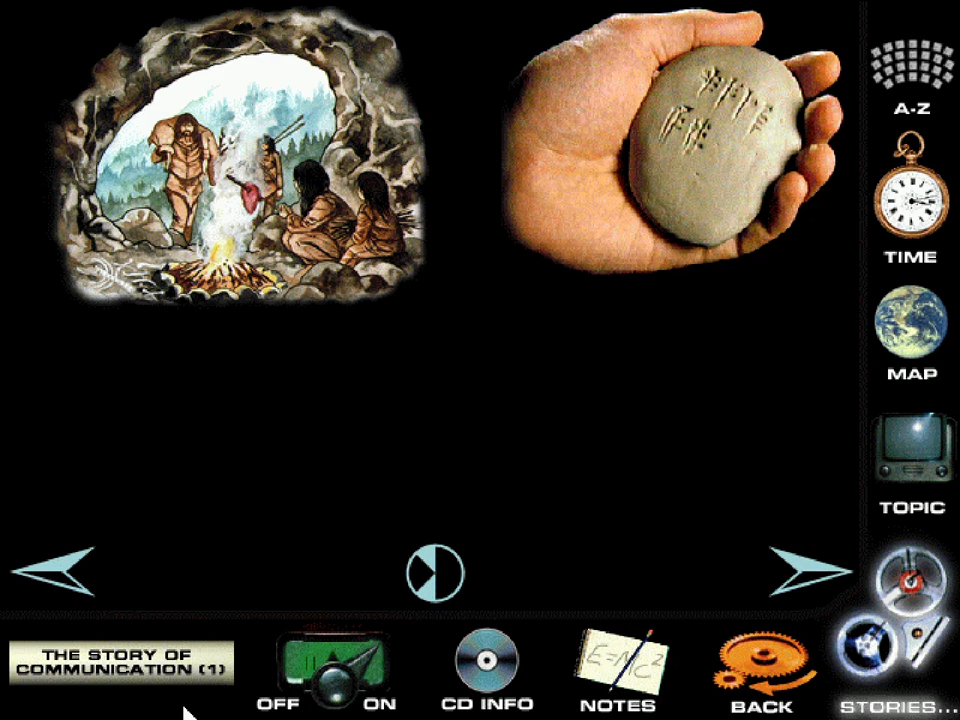 A-Z
TIME
MAP
TOPIC
THE STORY OF
COMMUNICATION (1)
OFF
ON
CD INFO
E=MC²
NOTES
BACK
STORIES...